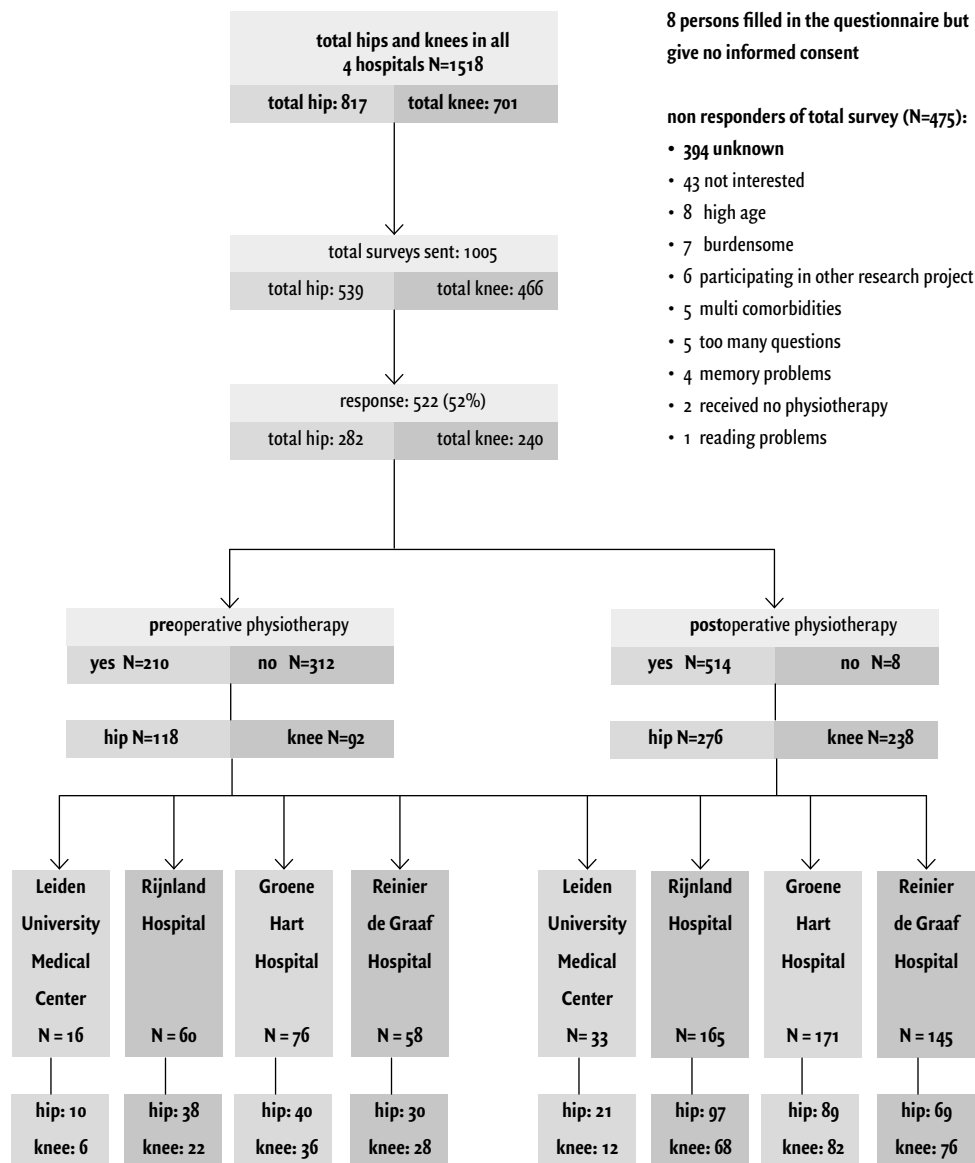 total hips and knees in all
4 hospitals N=1518
total hip: 817 total knee: 701
total surveys sent: 1005
total hip: 539 total knee: 466
response: 522 (52%)
total hip: 282 total knee: 240
8 persons filled in the questionnaire but
give no informed consent
non responders of total survey (N=475):
• 394 unknown
• 43 not interested
• 8 high age
• 7 burdensome
• 6 participating in other research project
• 5 multi comorbidities
• 5 too many questions
• 4 memory problems
• 2 received no physiotherapy
• 1 reading problems
preoperative physiotherapy
yes N=210 no N=312
hip N=118 knee N=92
postoperative physiotherapy
yes N=514 no N=8
hip N=276 knee N=238
Leiden
University
Medical
Center
N = 16
hip: 10
knee: 6
Rijnland
Hospital
N = 60
hip: 38
knee: 22
Groene
Hart
Hospital
N = 76
hip: 40
knee: 36
Reinier
de Graaf
Hospital
N = 58
hip: 30
knee: 28
Leiden
University
Medical
Center
N = 33
hip: 21
knee: 12
Rijnland
Hospital
N = 165
hip: 97
knee: 68
Groene
Hart
Hospital
N = 171
hip: 89
knee: 82
Reinier
de Graaf
Hospital
N = 145
hip: 69
knee: 76